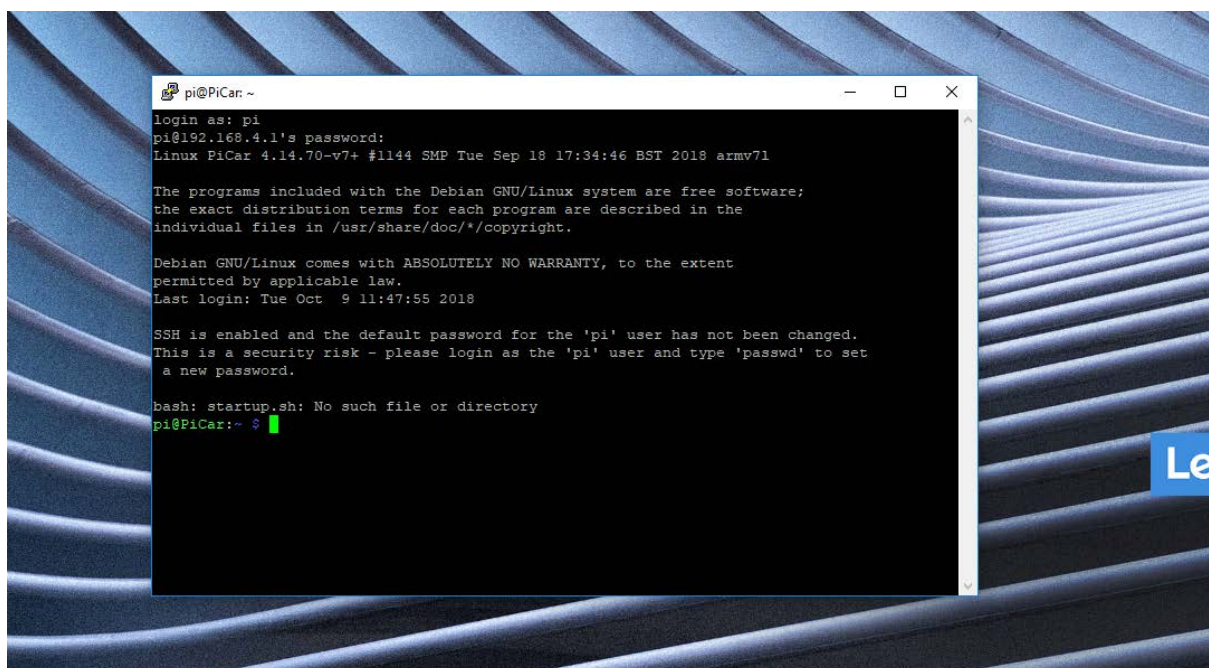 pi@PiCar: ~
login as: pi
pi@192.168.4.1's password:
Linux PiCar 4.14.70-v7+ #1144 SMP Tue Sep 18 17:34:46 BST 2018 armv7l

The programs included with the Debian GNU/Linux system are free software;
the exact distribution terms for each program are described in the
individual files in /usr/share/doc/*/copyright.

Debian GNU/Linux comes with ABSOLUTELY NO WARRANTY, to the extent
permitted by applicable law.
Last login: Tue Oct  9 11:47:55 2018

SSH is enabled and the default password for the 'pi' user has not been changed.
This is a security risk - please login as the 'pi' user and type 'passwd' to set
 a new password.

bash: startup.sh: No such file or directory
pi@PiCar:~ $
Le